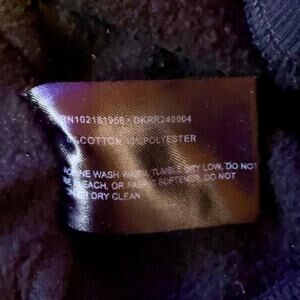 RN102181958 - DKRR240004
COTTON 40% POLYESTER
MACHINE WASH WARM, TUMBLE DRY LOW, DO NOT
BLEACH, OR FABRIC SOFTENER, DO NOT
DRY CLEAN